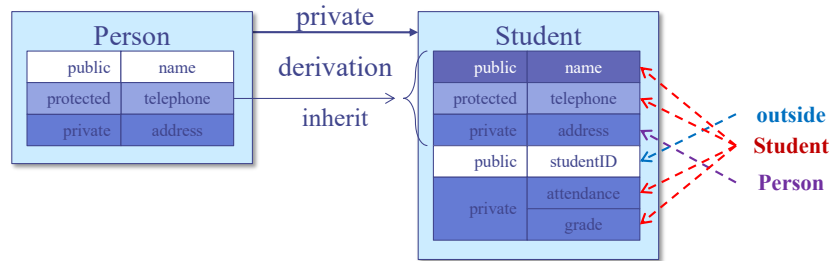 private
Person
Student
public name
public name
derivation
protected telephone
protected telephone
inherit
outside
private address
private address
Student
public studentID
Person
attendance
private
grade